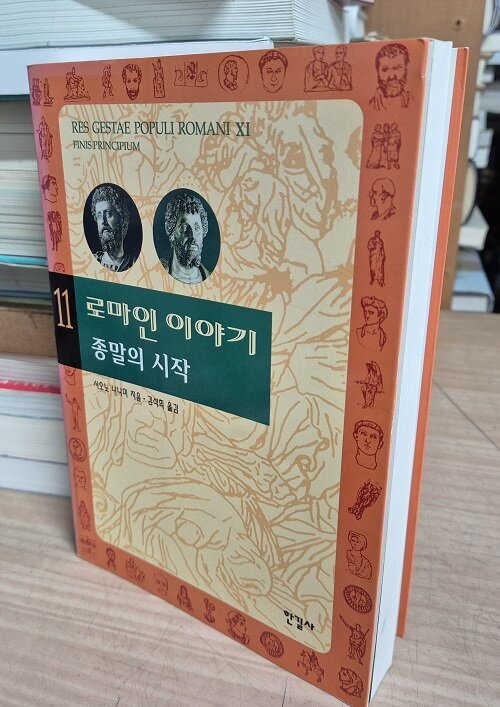 RES GESTAE POPULI ROMANI XI
FINIS PRINCIPIUM
11
로마인 이야기
종말의 시작
시오노 나나미 지음 · 김석희 옮김
한길사